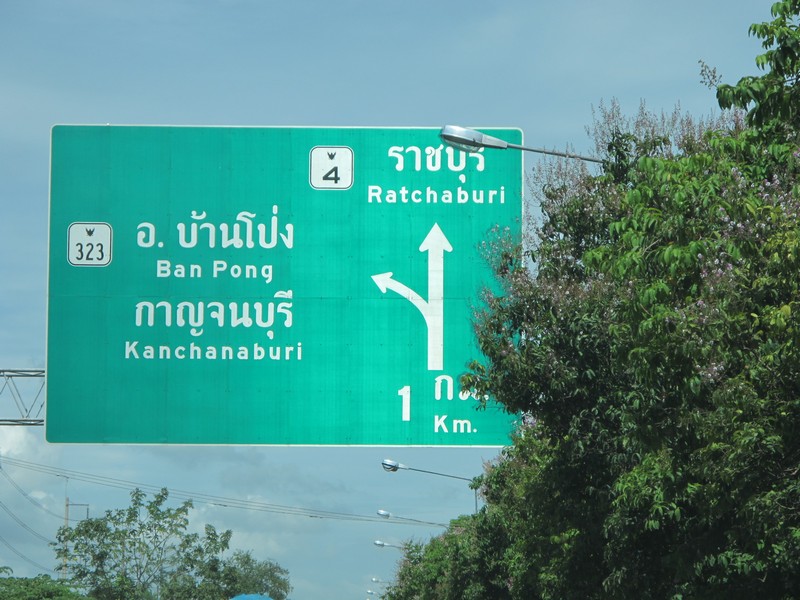 4
ราชบุรี
Ratchaburi
323
อ. บ้านโป่ง
Ban Pong
กาญจนบุรี
Kanchanaburi
1
Km.